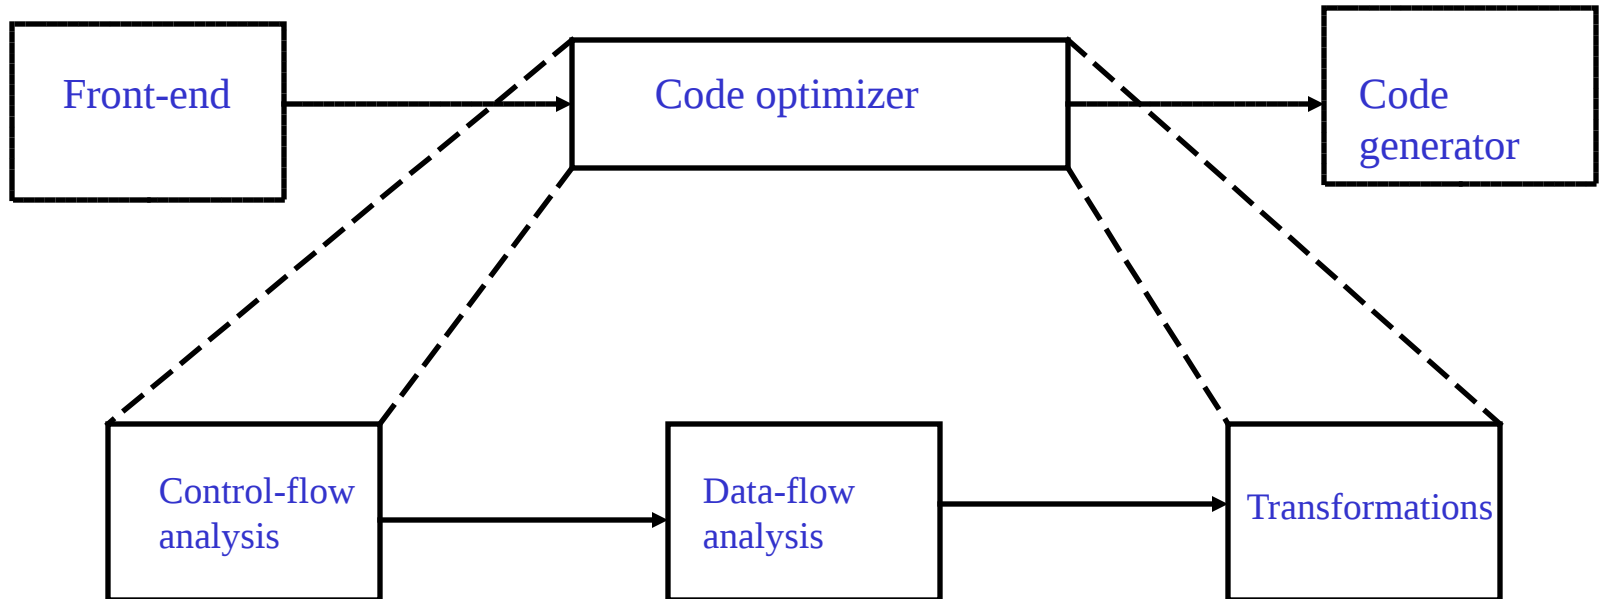 Front-end
Code optimizer
Code
generator
Control-flow
analysis
Data-flow
analysis
Transformations